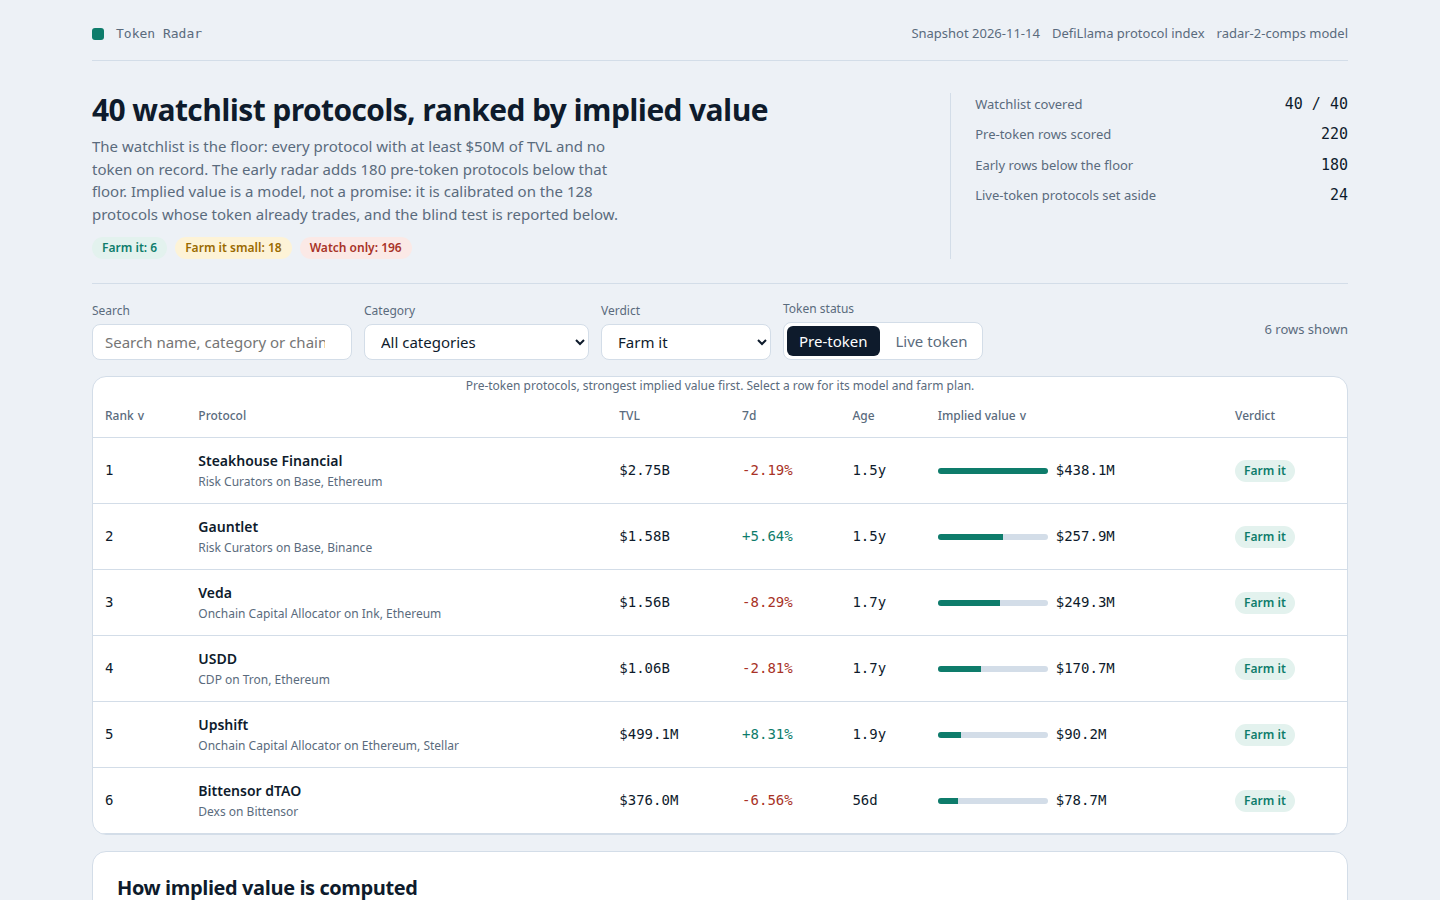 Token Radar
Snapshot 2026-11-14 DefiLlama protocol index radar-2-comps model
40 watchlist protocols, ranked by implied value
The watchlist is the floor: every protocol with at least $50M of TVL and no
token on record. The early radar adds 180 pre-token protocols below that
floor. Implied value is a model, not a promise: it is calibrated on the 128
protocols whose token already trades, and the blind test is reported below.
Farm it: 6 Farm it small: 18 Watch only: 196
Watchlist covered 40 / 40
Pre-token rows scored 220
Early rows below the floor 180
Live-token protocols set aside 24
Search Category Verdict Token status
Search name, category or chain All categories Farm it Pre-token Live token
6 rows shown
Pre-token protocols, strongest implied value first. Select a row for its model and farm plan.
Rank v Protocol TVL 7d Age Implied value v Verdict
1 Steakhouse Financial $2.75B -2.19% 1.5y $438.1M Farm it
Risk Curators on Base, Ethereum
2 Gauntlet $1.58B +5.64% 1.5y $257.9M Farm it
Risk Curators on Base, Binance
3 Veda $1.56B -8.29% 1.7y $249.3M Farm it
Onchain Capital Allocator on Ink, Ethereum
4 USDD $1.06B -2.81% 1.7y $170.7M Farm it
CDP on Tron, Ethereum
5 Upshift $499.1M +8.31% 1.9y $90.2M Farm it
Onchain Capital Allocator on Ethereum, Stellar
6 Bittensor dTAO $376.0M -6.56% 56d $78.7M Farm it
Dexs on Bittensor
How implied value is computed